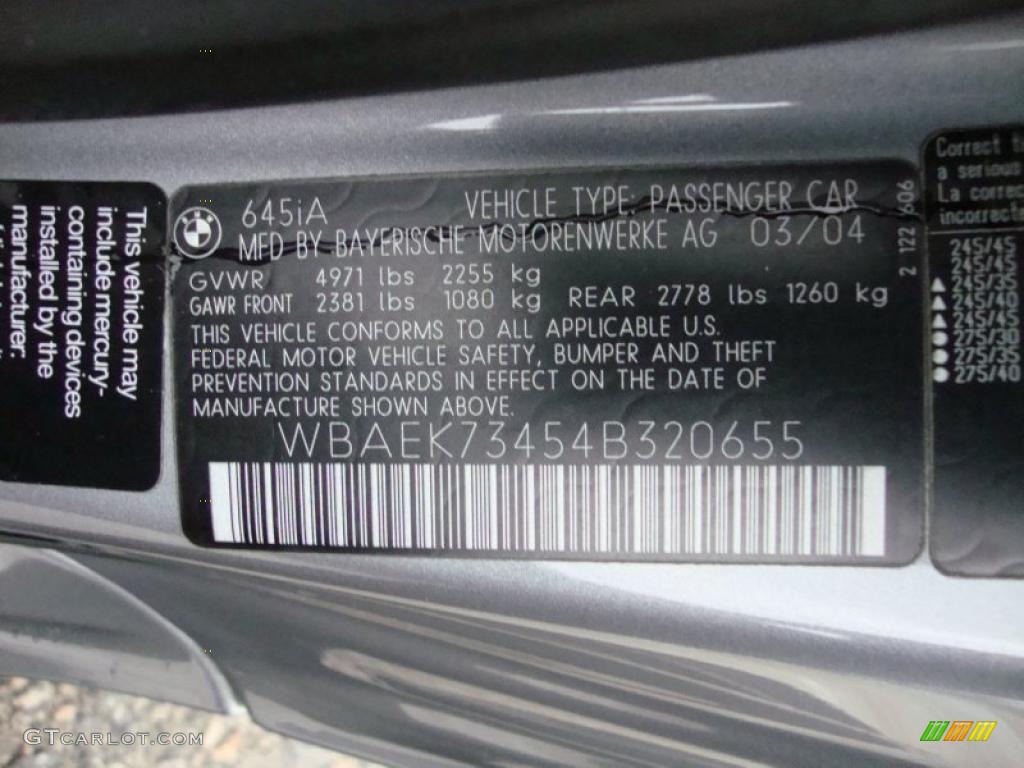 This vehicle may
include mercury-
containing devices
installed by the
manufacturer:
645iA VEHICLE TYPE: PASSENGER CAR
MFD BY BAYERISCHE MOTORENWERKE AG 03/04
GVWR 4971 lbs 2255 kg
GAWR FRONT 2381 lbs 1080 kg REAR 2778 lbs 1260 kg
THIS VEHICLE CONFORMS TO ALL APPLICABLE U.S.
FEDERAL MOTOR VEHICLE SAFETY, BUMPER AND THEFT
PREVENTION STANDARDS IN EFFECT ON THE DATE OF
MANUFACTURE SHOWN ABOVE.
WBAEK73454B320655
2 122 606
Correct
a serious
La correc
incorrecta
245/45
245/45
245/35
245/40
245/45
275/30
275/35
275/40
GTCARLOT.COM